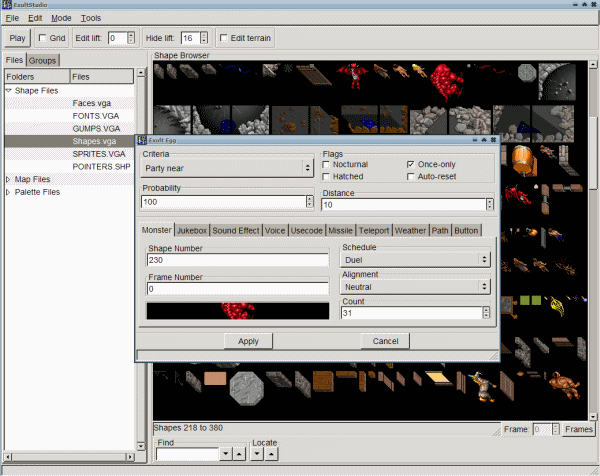 ExultStudio
File Edit Mode Tools
Play Grid Edit lift: 0 Hide lift: 16 Edit terrain
Files Groups
Shape Browser
Folders Files
Shape Files
Faces.vga
FONTS.VGA
GUMPS.VGA
Shapes.vga
SPRITES.VGA
POINTERS.SHP
Map Files
Palette Files
Exult Egg
Criteria
Party near
Flags
Nocturnal Once-only
Hatched Auto-reset
Probability
100
Distance
10
Monster Jukebox Sound Effect Voice Usecode Missile Teleport Weather Path Button
Shape Number
230
Schedule
Duel
Frame Number
0
Alignment
Neutral
Count
31
Apply Cancel
Shapes 218 to 380
Frame: 0 Frames
Find Locate